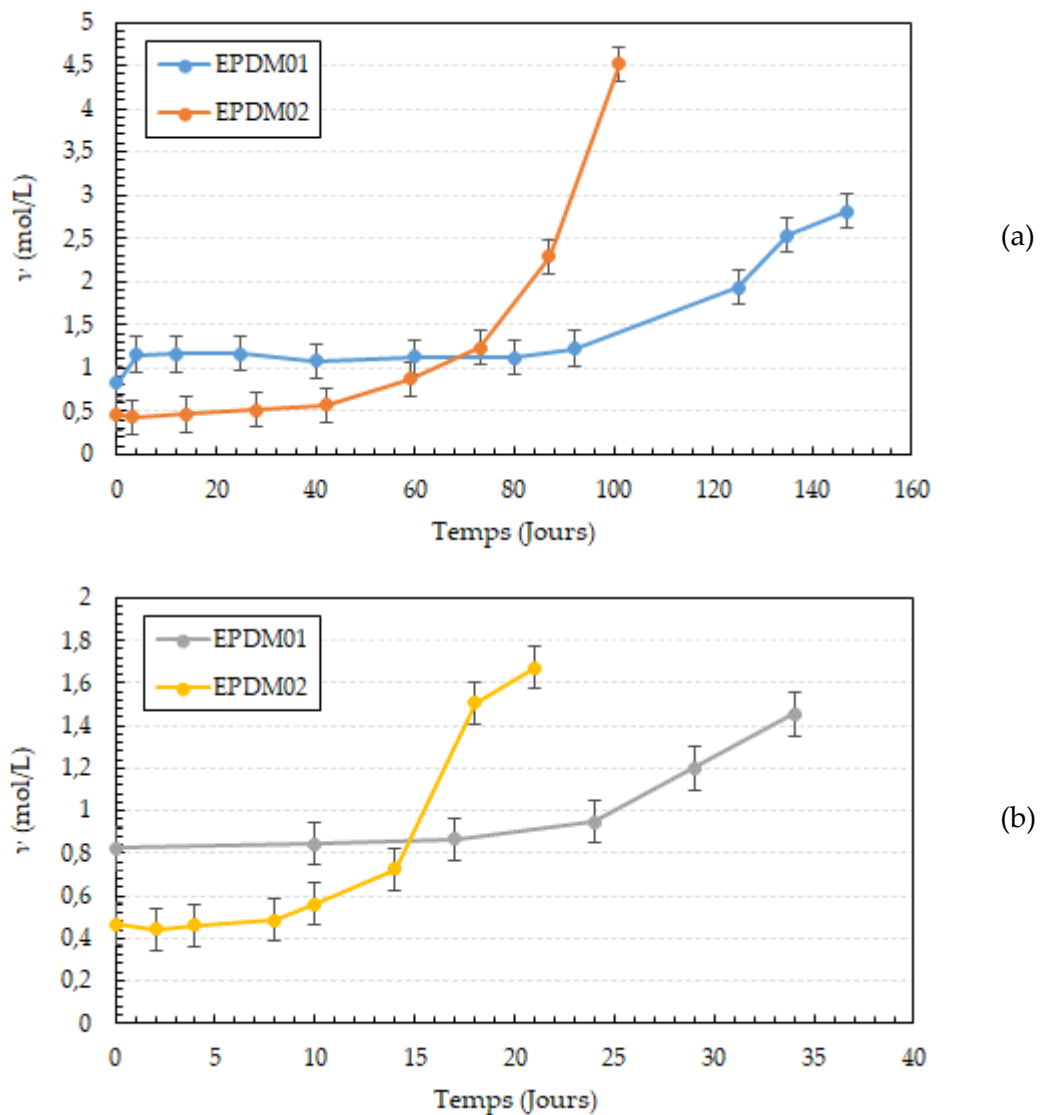 5
4,5
4
3,5
3
2,5
2
1,5
1
0,5
0
EPDM01
EPDM02
ν (mol/L)
0 20 40 60 80 100 120 140 160
Temps (Jours)
(a)
2
1,8
1,6
1,4
1,2
1
0,8
0,6
0,4
0,2
0
EPDM01
EPDM02
ν (mol/L)
0 5 10 15 20 25 30 35 40
Temps (Jours)
(b)